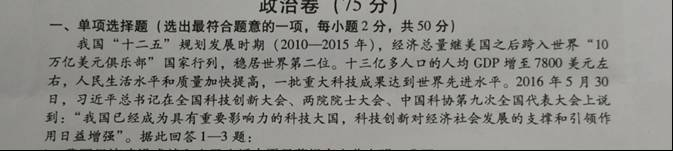 政治卷（75 分）
一、单项选择题（选出最符合题意的一项，每小题 2 分，共 50 分）
我国“十二五”规划发展时期（2010—2015 年），经济总量继美国之后跨入世界“10
万亿美元俱乐部”国家行列，稳居世界第二位。十三亿多人口的人均 GDP 增至 7800 美元左
右，人民生活水平和质量加快提高，一批重大科技成果达到世界先进水平。2016 年 5 月 30
日，习近平总书记在全国科技创新大会、两院院士大会、中国科协第九次全国代表大会上说
到：“我国已经成为具有重要影响力的科技大国，科技创新对经济社会发展的支撑和引领作
用日益增强”。据此回答 1—3 题：